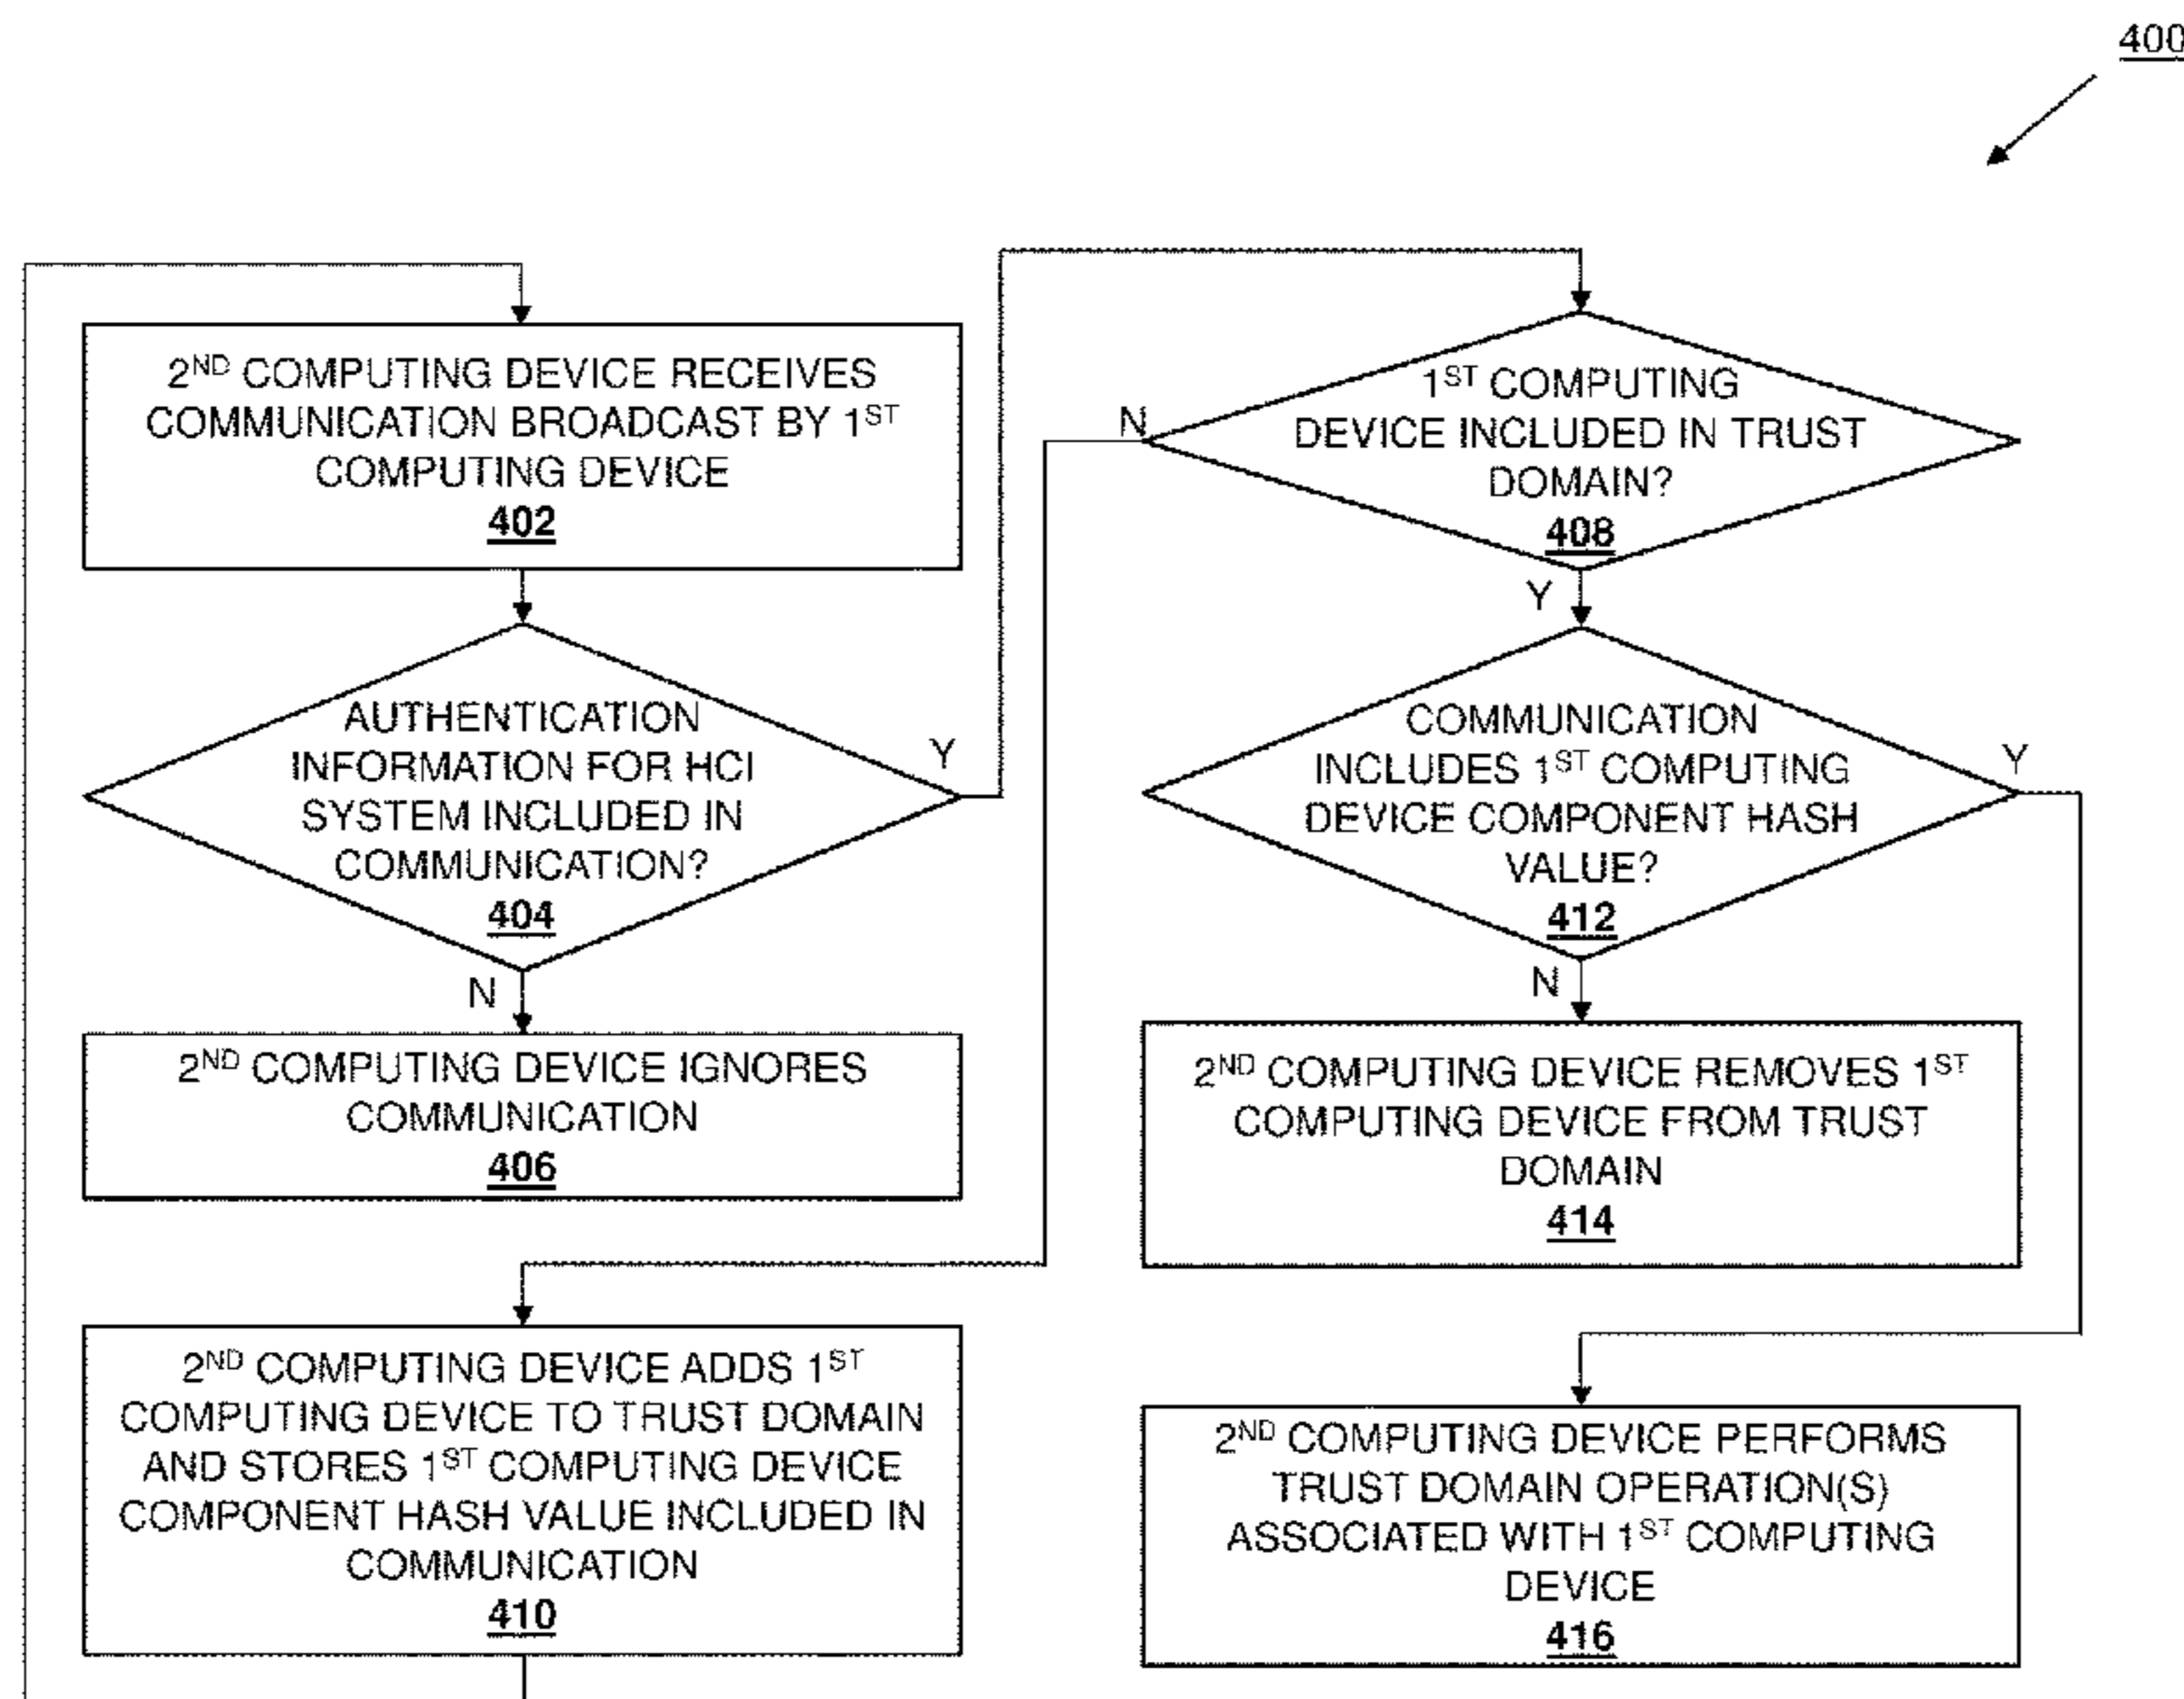 400
2ND COMPUTING DEVICE RECEIVES
COMMUNICATION BROADCAST BY 1ST
COMPUTING DEVICE
402
AUTHENTICATION
INFORMATION FOR HCI
SYSTEM INCLUDED IN
COMMUNICATION?
404
Y
N
2ND COMPUTING DEVICE IGNORES
COMMUNICATION
406
2ND COMPUTING DEVICE ADDS 1ST
COMPUTING DEVICE TO TRUST DOMAIN
AND STORES 1ST COMPUTING DEVICE
COMPONENT HASH VALUE INCLUDED IN
COMMUNICATION
410
1ST COMPUTING
DEVICE INCLUDED IN TRUST
DOMAIN?
408
N
Y
COMMUNICATION
INCLUDES 1ST COMPUTING
DEVICE COMPONENT HASH
VALUE?
412
Y
N
2ND COMPUTING DEVICE REMOVES 1ST
COMPUTING DEVICE FROM TRUST
DOMAIN
414
2ND COMPUTING DEVICE PERFORMS
TRUST DOMAIN OPERATION(S)
ASSOCIATED WITH 1ST COMPUTING
DEVICE
416